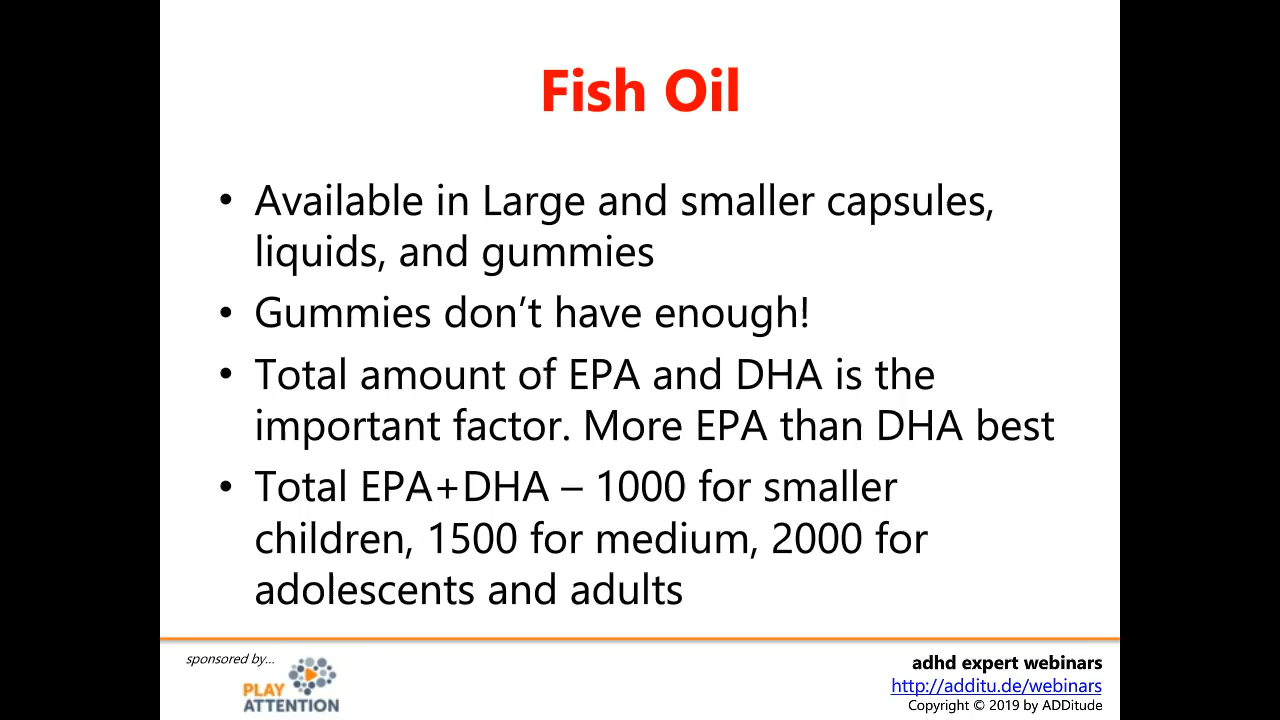 Fish Oil
• Available in Large and smaller capsules,
liquids, and gummies
• Gummies don’t have enough!
• Total amount of EPA and DHA is the
important factor. More EPA than DHA best
• Total EPA+DHA – 1000 for smaller
children, 1500 for medium, 2000 for
adolescents and adults
sponsored by...
PLAY
ATTENTION
adhd expert webinars
http://additu.de/webinars
Copyright © 2019 by ADDitude